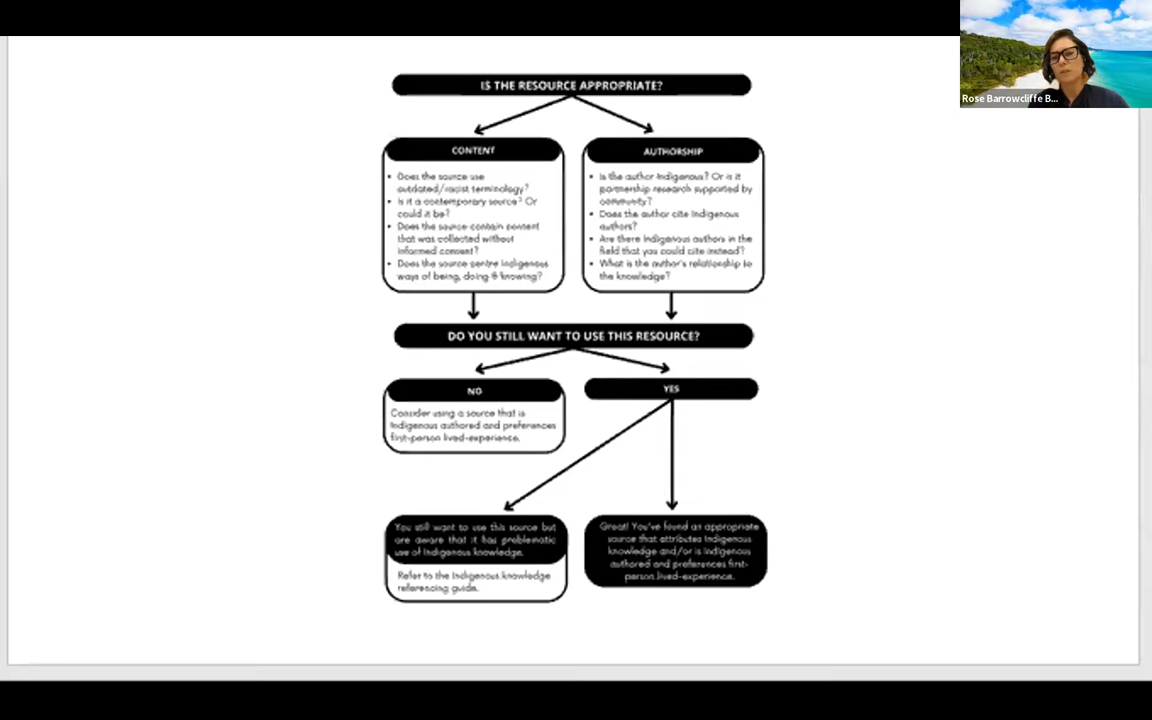 Rose Barrowcliffe B...
IS THE RESOURCE APPROPRIATE?
CONTENT
• Does the source use
outdated/racist terminology?
• Is it a contemporary source? Or
could it be?
• Does the source contain content
that was collected without
informed consent?
• Does the source centre Indigenous
ways of being, doing & knowing?
AUTHORSHIP
• Is the author Indigenous? Or is it
partnership research supported by
community?
• Does the author cite Indigenous
authors?
• Are there Indigenous authors in the
field that you could cite instead?
• What is the author's relationship to
the knowledge?
DO YOU STILL WANT TO USE THIS RESOURCE?
NO
Consider using a source that is
Indigenous authored and preferences
first-person lived-experience.
YES
You still want to use this source but
are aware that it has problematic
use of Indigenous knowledge.
Refer to the Indigenous knowledge
referencing guide.
Great! You've found an appropriate
source that attributes Indigenous
knowledge and/or is Indigenous
authored and preferences first-
person lived-experience.